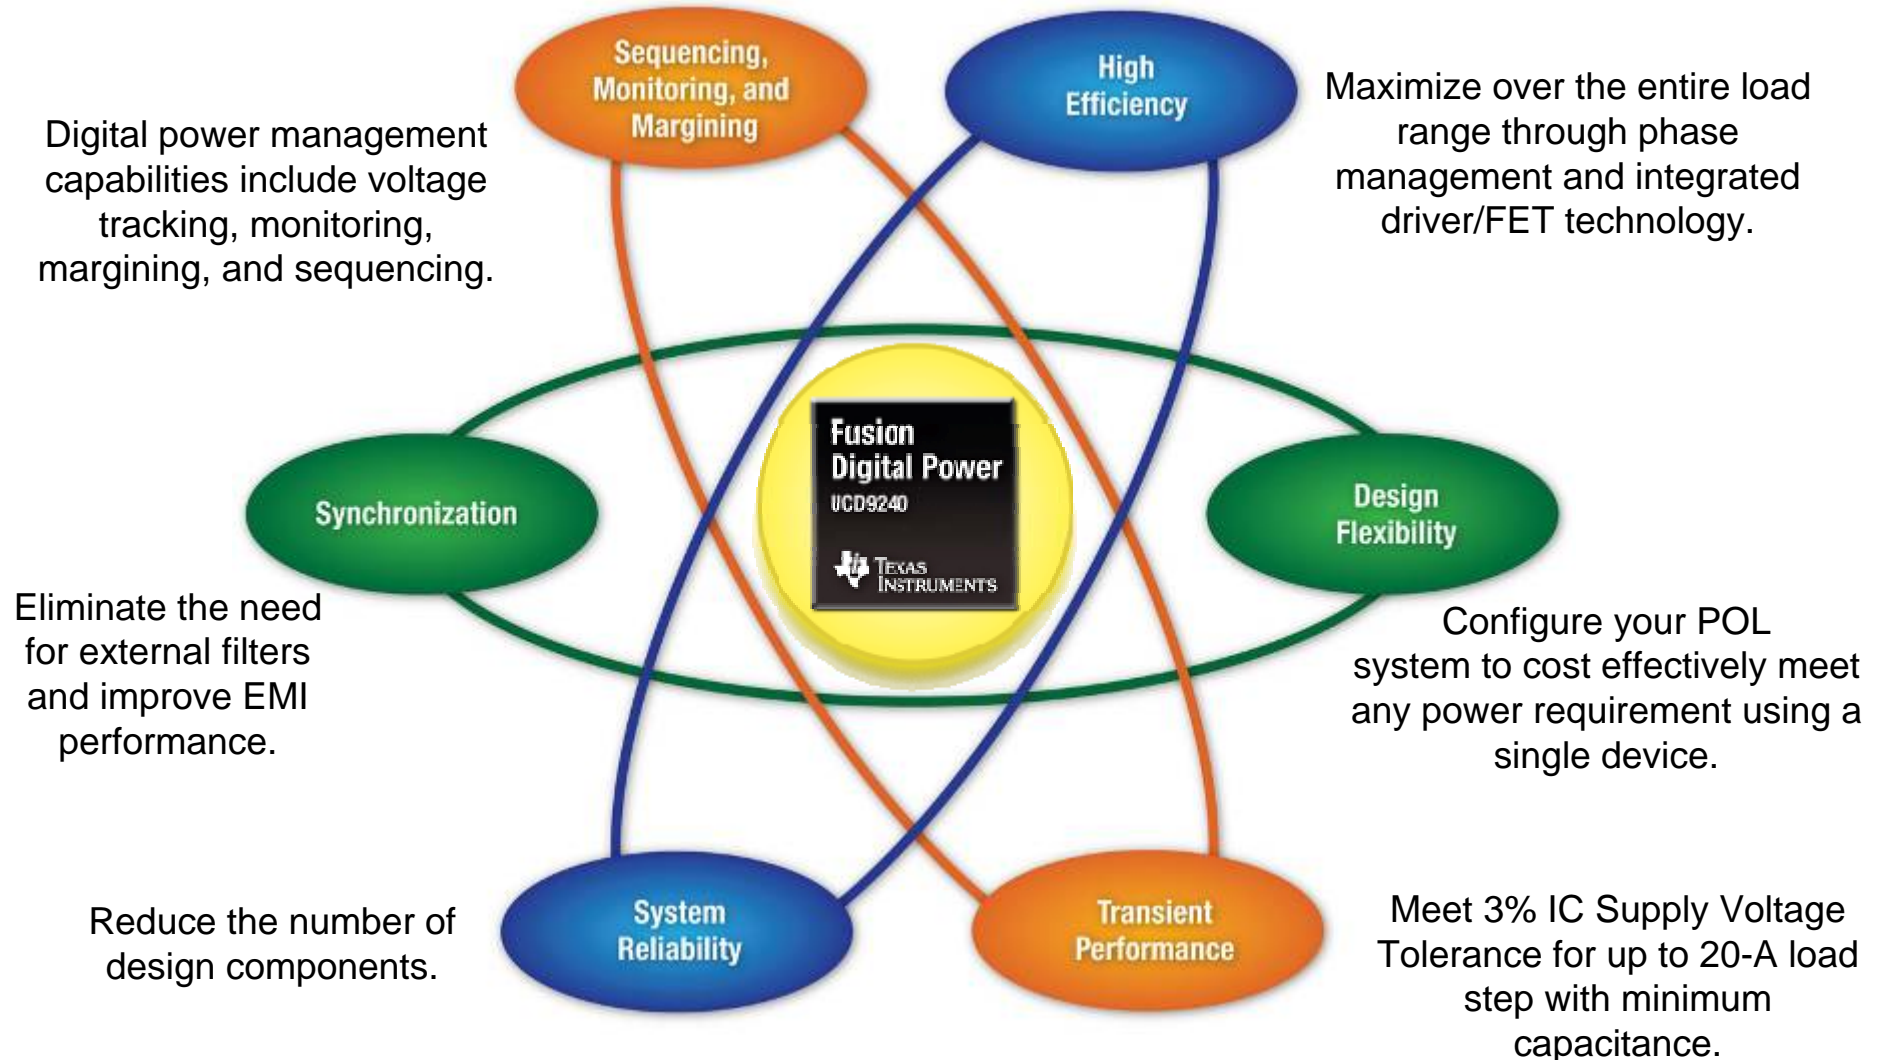 Sequencing,
Monitoring, and
Margining
High
Efficiency
Digital power management
capabilities include voltage
tracking, monitoring,
margining, and sequencing.
Maximize over the entire load
range through phase
management and integrated
driver/FET technology.
Fusion
Digital Power
UCD9240
TEXAS
INSTRUMENTS
Synchronization
Design
Flexibility
Eliminate the need
for external filters
and improve EMI
performance.
Configure your POL
system to cost effectively meet
any power requirement using a
single device.
Reduce the number of
design components.
System
Reliability
Transient
Performance
Meet 3% IC Supply Voltage
Tolerance for up to 20-A load
step with minimum
capacitance.